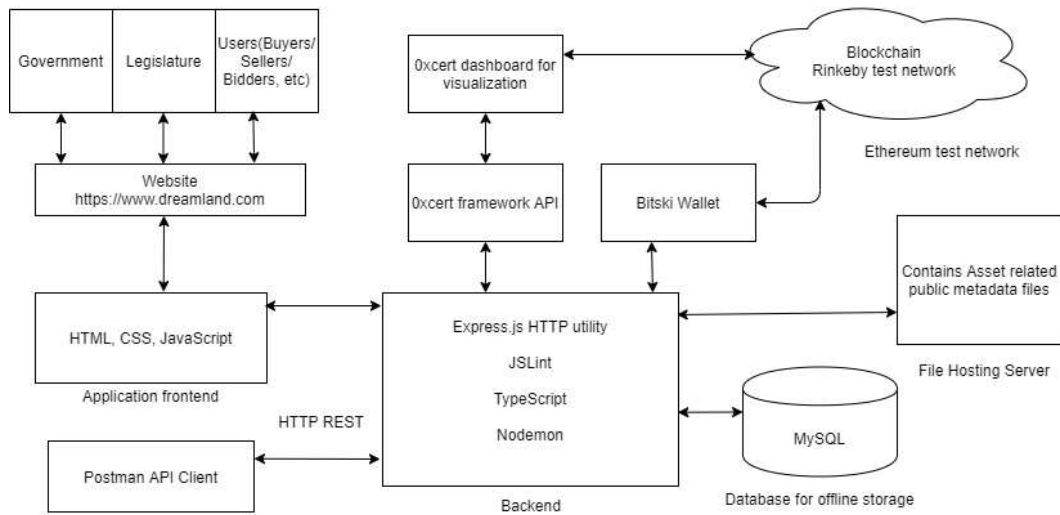 Government
Legislature
Users(Buyers/
Sellers/
Bidders, etc)
0xcert dashboard for
visualization
Blockchain
Rinkeby test network
Ethereum test network
Website
https://www.dreamland.com
0xcert framework API
Bitski Wallet
Contains Asset related
public metadata files
File Hosting Server
HTML, CSS, JavaScript
Application frontend
Express.js HTTP utility
JSLint
TypeScript
Nodemon
Backend
HTTP REST
Postman API Client
MySQL
Database for offline storage